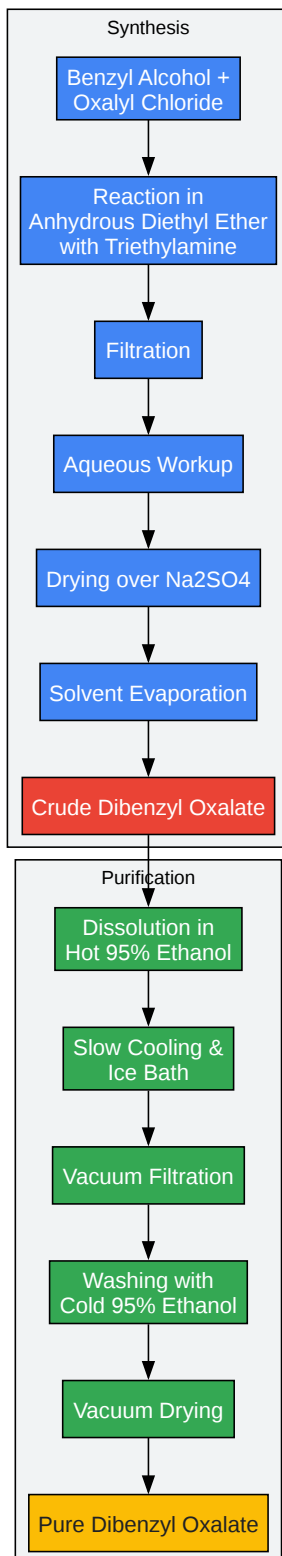 Synthesis
Benzyl Alcohol +
Oxalyl Chloride
Reaction in
Anhydrous Diethyl Ether
with Triethylamine
Filtration
Aqueous Workup
Drying over Na2SO4
Solvent Evaporation
Crude Dibenzyl Oxalate
Purification
Dissolution in
Hot 95% Ethanol
Slow Cooling &
Ice Bath
Vacuum Filtration
Washing with
Cold 95% Ethanol
Vacuum Drying
Pure Dibenzyl Oxalate